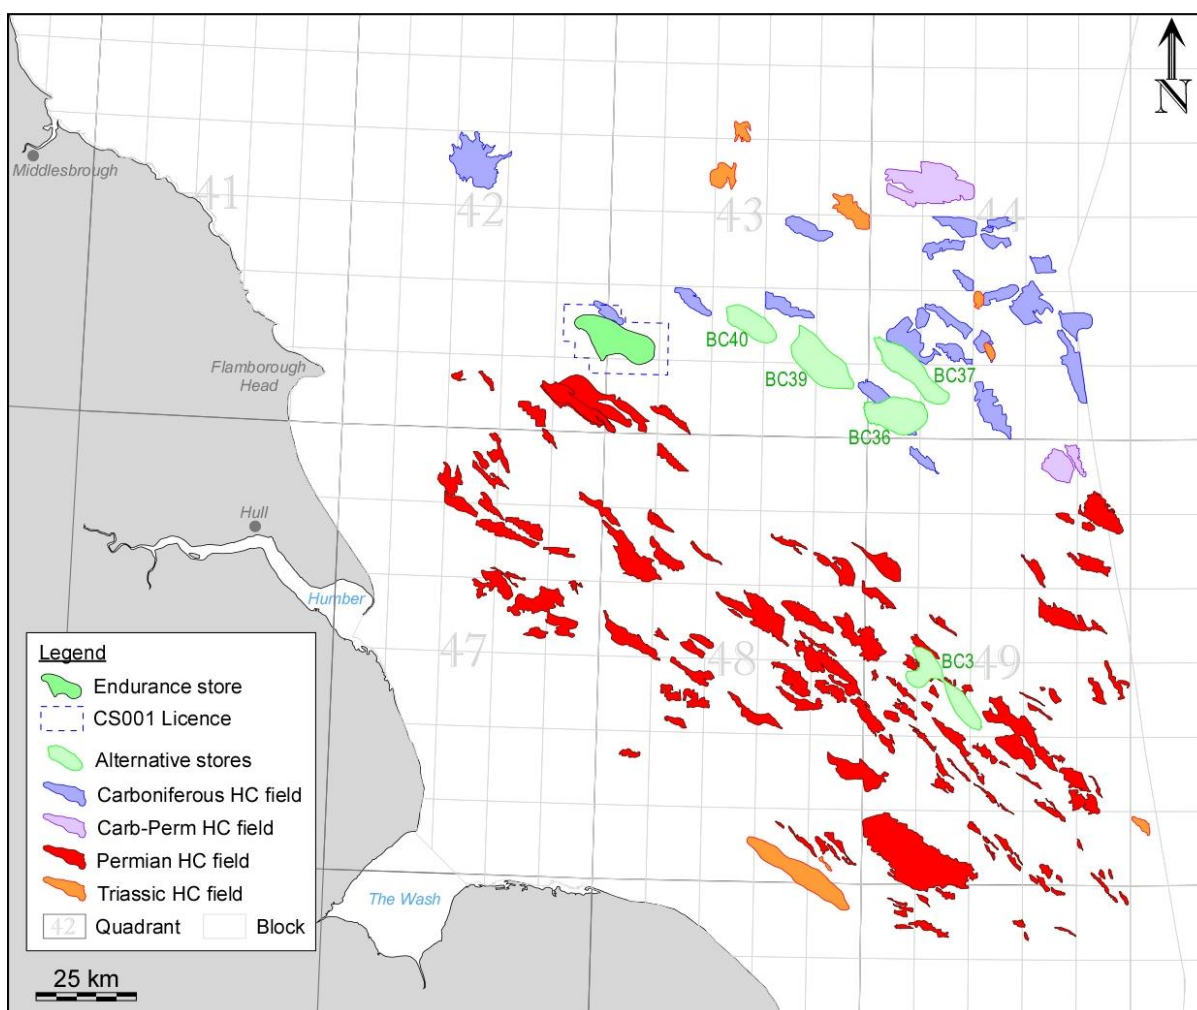 N
Middlesbrough
41
42
43
44
BC40
BC39
BC37
BC36
Flamborough
Head
Hull
Humber
47
48
BC3
49
Legend
Endurance store
CS001 Licence
Alternative stores
Carboniferous HC field
Carb-Perm HC field
Permian HC field
Triassic HC field
42 Quadrant Block
The Wash
25 km